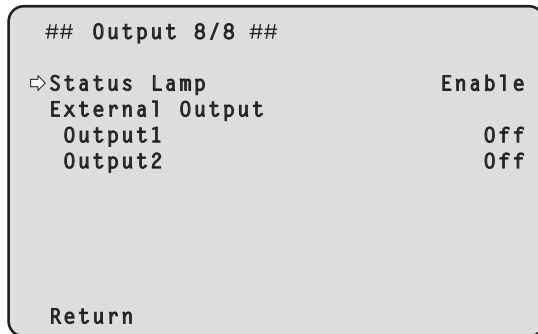 ## Output 8/8 ##
⇨Status Lamp Enable
External Output
Output1 Off
Output2 Off
Return